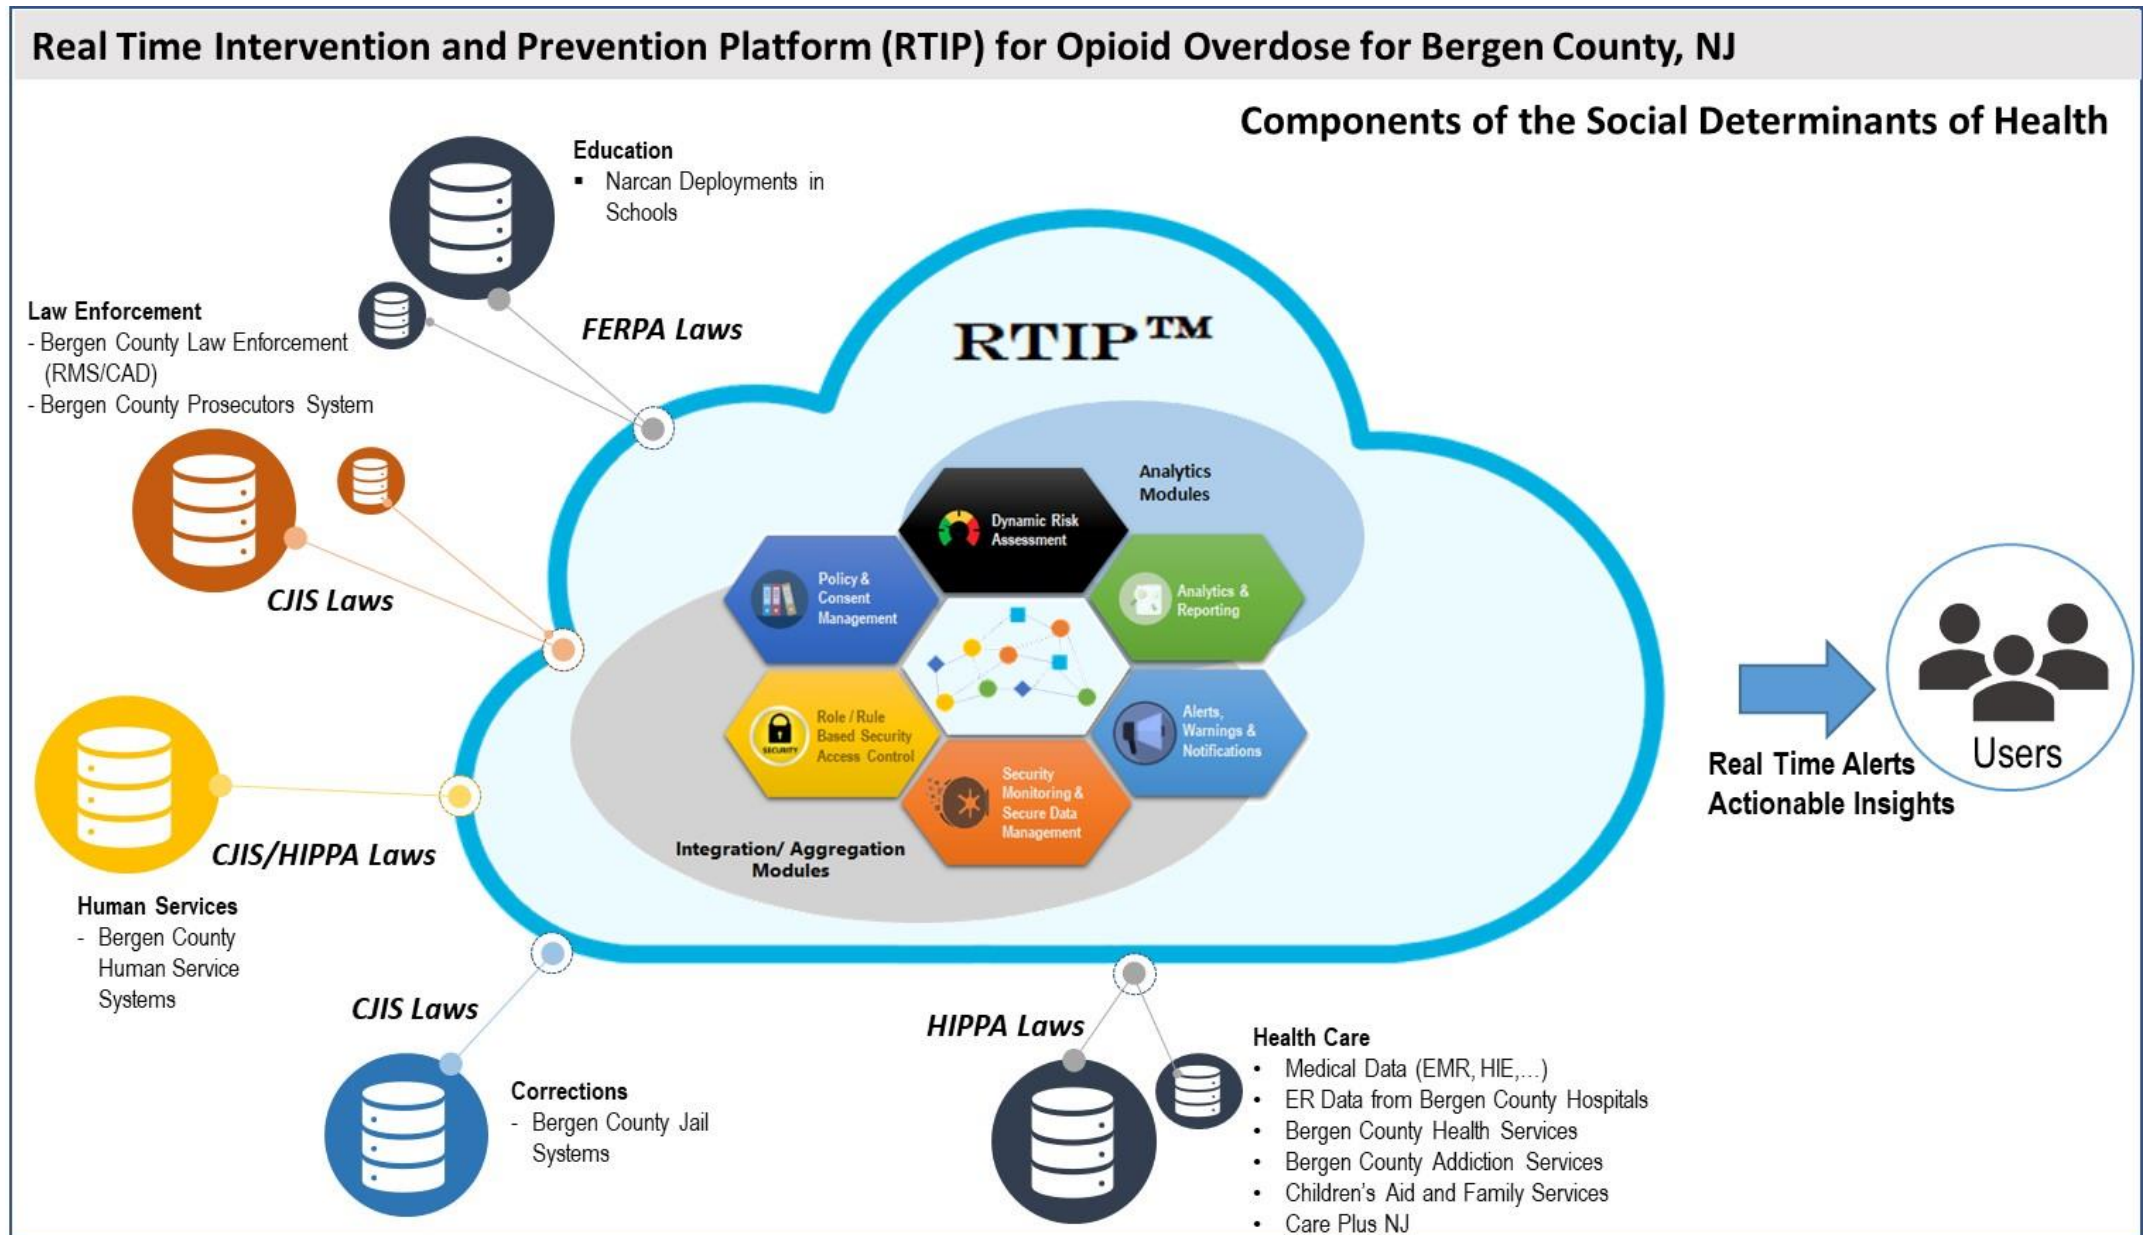 Real Time Intervention and Prevention Platform (RTIP) for Opioid Overdose for Bergen County, NJ
Components of the Social Determinants of Health
Education
▪ Narcan Deployments in
Schools
FERPA Laws
Law Enforcement
- Bergen County Law Enforcement
(RMS/CAD)
- Bergen County Prosecutors System
CJIS Laws
CJIS/HIPPA Laws
Human Services
- Bergen County
Human Service
Systems
CJIS Laws
Corrections
- Bergen County Jail
Systems
HIPPA Laws
Health Care
• Medical Data (EMR, HIE,...)
• ER Data from Bergen County Hospitals
• Bergen County Health Services
• Bergen County Addiction Services
• Children's Aid and Family Services
• Care Plus NJ
RTIP™
Analytics
Modules
Dynamic Risk
Assessment
Policy &
Consent
Management
Analytics &
Reporting
SECURITY
Role / Rule
Based Security
Access Control
Alerts,
Warnings &
Notifications
Security
Monitoring &
Secure Data
Management
Integration/ Aggregation
Modules
Real Time Alerts
Actionable Insights
Users